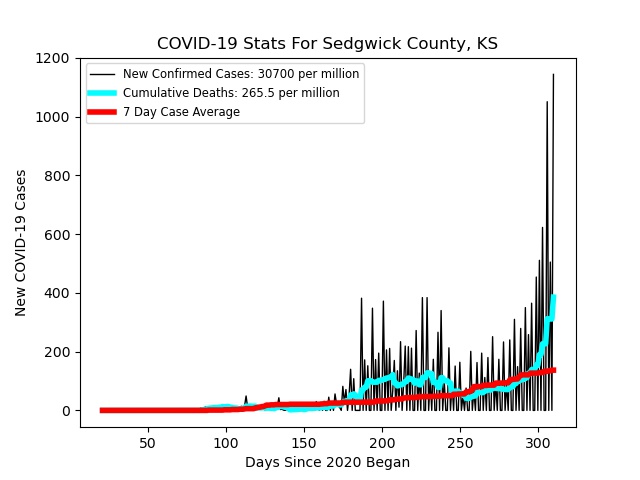 COVID-19 Stats For Sedgwick County, KS
New Confirmed Cases: 30700 per million
Cumulative Deaths: 265.5 per million
7 Day Case Average
New COVID-19 Cases
1200
1000
800
600
400
200
0
50 100 150 200 250 300
Days Since 2020 Began